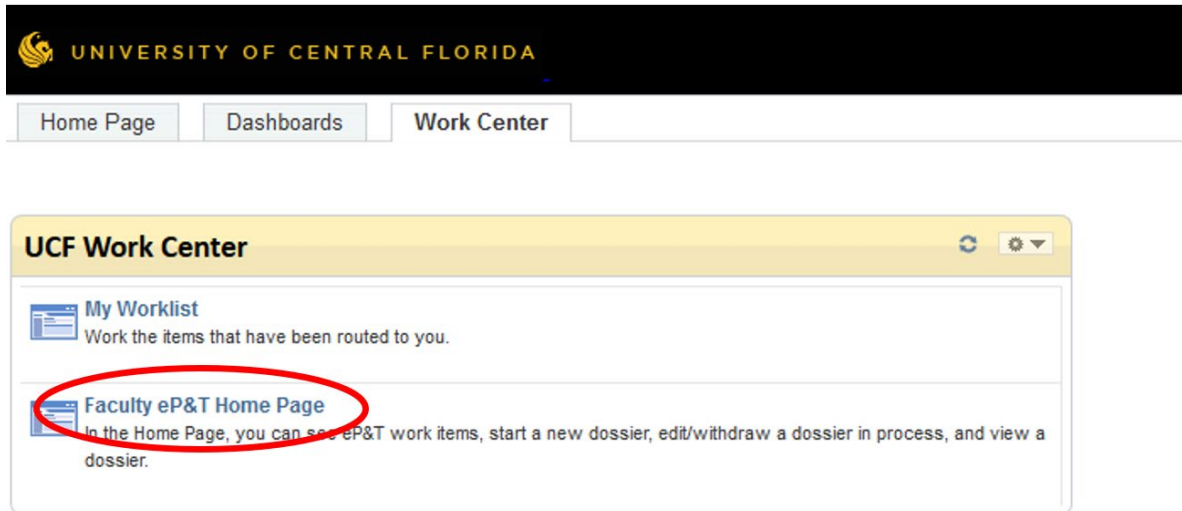 UNIVERSITY OF CENTRAL FLORIDA
Home Page
Dashboards
Work Center
UCF Work Center
My Worklist
Work the items that have been routed to you.
Faculty eP&T Home Page
In the Home Page, you can see eP&T work items, start a new dossier, edit/withdraw a dossier in process, and view a
dossier.